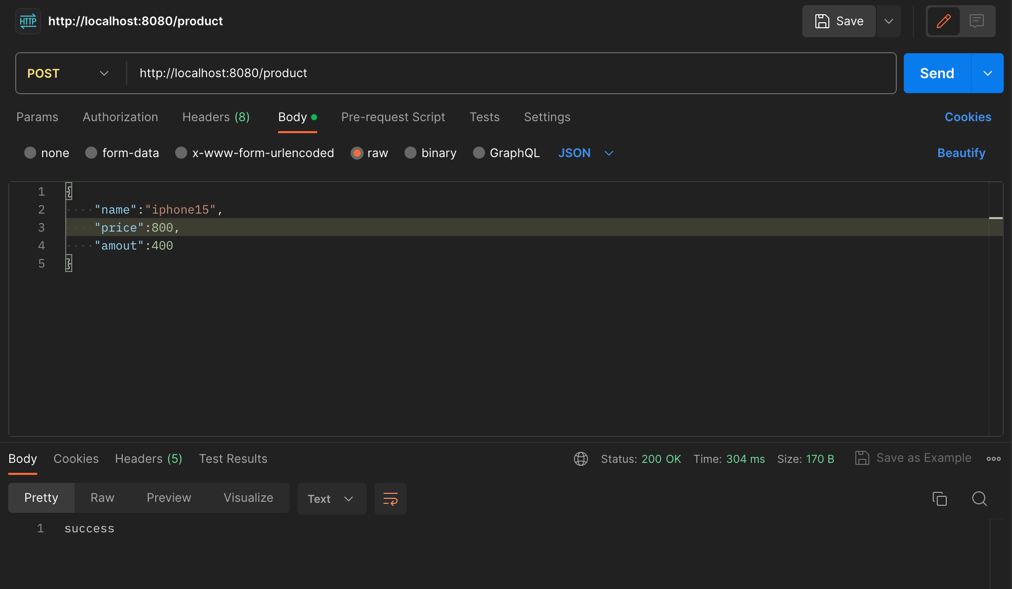 HTTP http://localhost:8080/product Save
POST http://localhost:8080/product Send
Params Authorization Headers (8) Body Pre-request Script Tests Settings Cookies
none form-data x-www-form-urlencoded raw binary GraphQL JSON Beautify
1 {
2 "name":"iphone15",
3 "price":800,
4 "amout":400
5 }
Body Cookies Headers (5) Test Results Status: 200 OK Time: 304 ms Size: 170 B Save as Example
Pretty Raw Preview Visualize Text
1 success